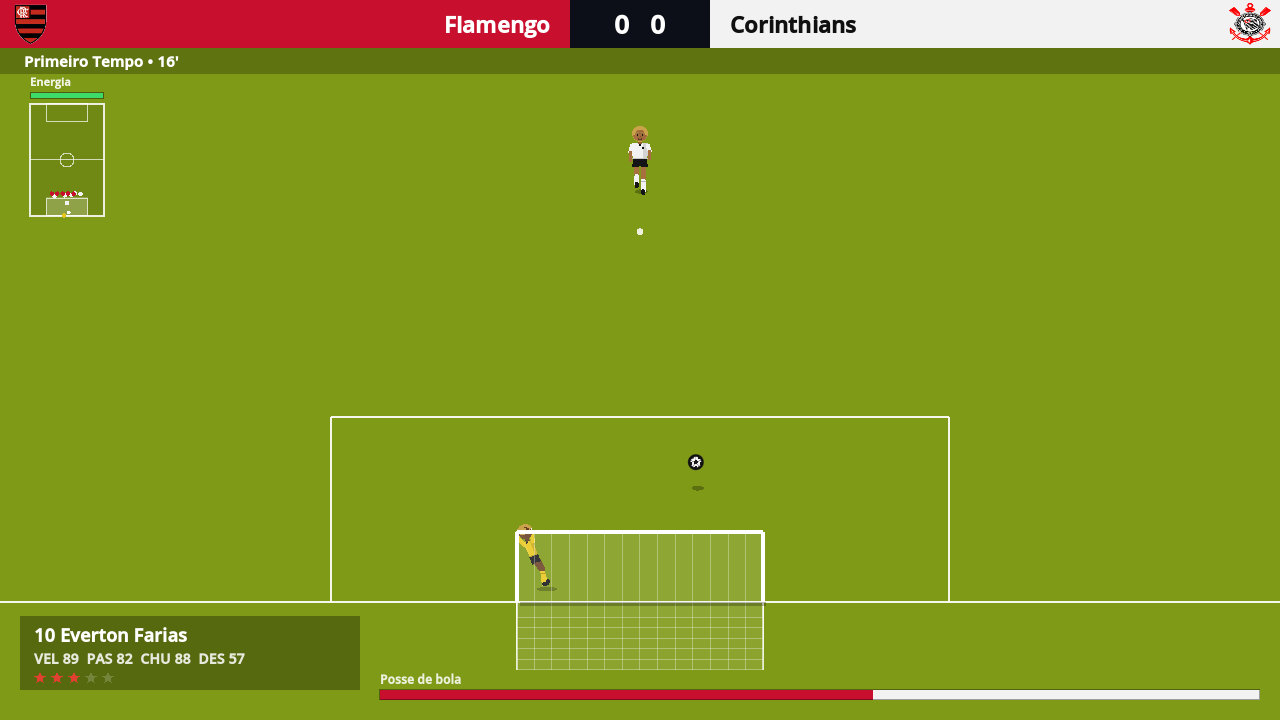 Flamengo 0 0 Corinthians
Primeiro Tempo • 16'
Energia
10 Everton Farias
VEL 89 PAS 82 CHU 88 DES 57
Posse de bola